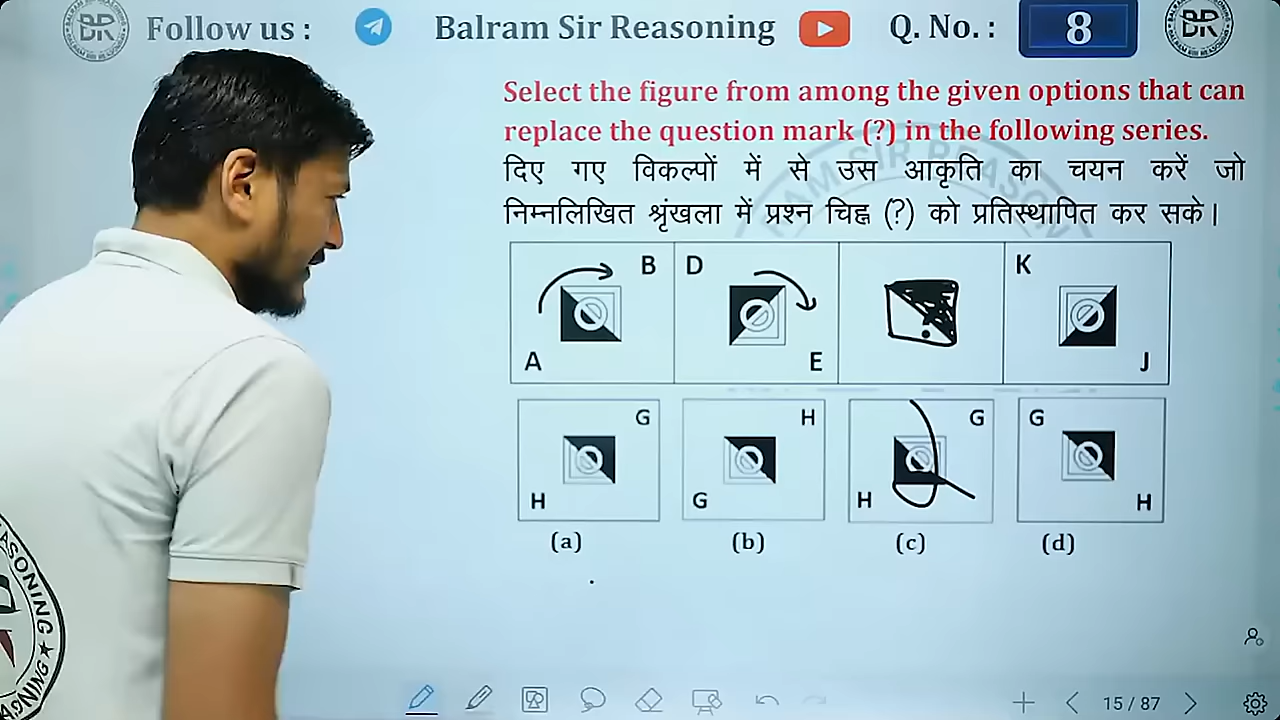 BR Follow us : Balram Sir Reasoning Q. No. : 8 BR
Select the figure from among the given options that can
replace the question mark (?) in the following series.
दिए गए विकल्पों में से उस आकृति का चयन करें जो
निम्नलिखित श्रृंखला में प्रश्न चिह्न (?) को प्रतिस्थापित कर सके।
B D K
A E J
G H G G
H G H H
(a) (b) (c) (d)
15 / 87